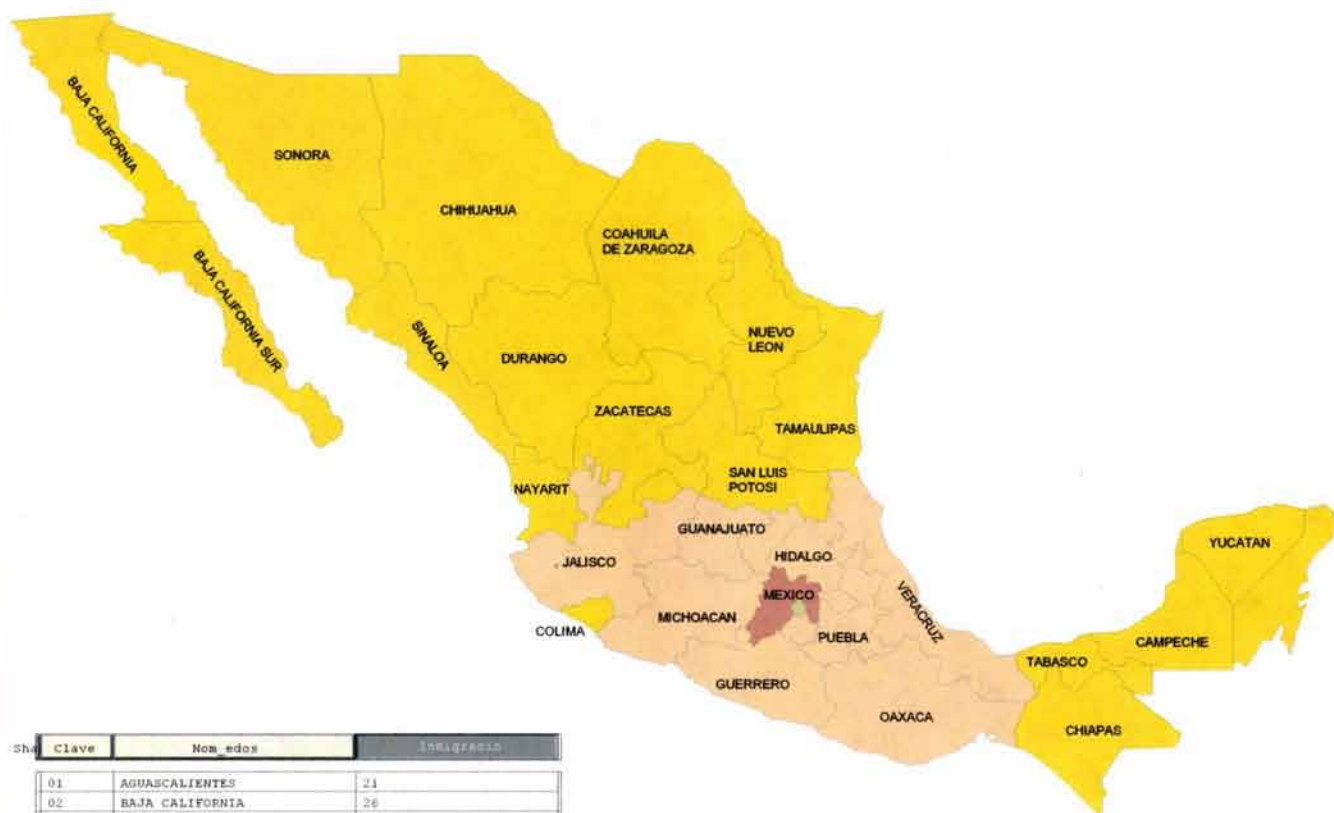 BAJA CALIFORNIA
SONORA
CHIHUAHUA
COAHUILA
DE ZARAGOZA
BAJA CALIFORNIA SUR
SINALOA
DURANGO
NUEVO
LEON
ZACATECAS
TAMAULIPAS
NAYARIT
SAN LUIS
POTOSI
GUANAJUATO
HIDALGO
YUCATAN
JALISCO
MEXICO
VERACRUZ
MICHOACAN
COLIMA
PUEBLA
CAMPECHE
TABASCO
GUERRERO
OAXACA
CHIAPAS
Sha Clave Nom_edos Inmigracio
01 AGUASCALIENTES 21
02 BAJA CALIFORNIA 26